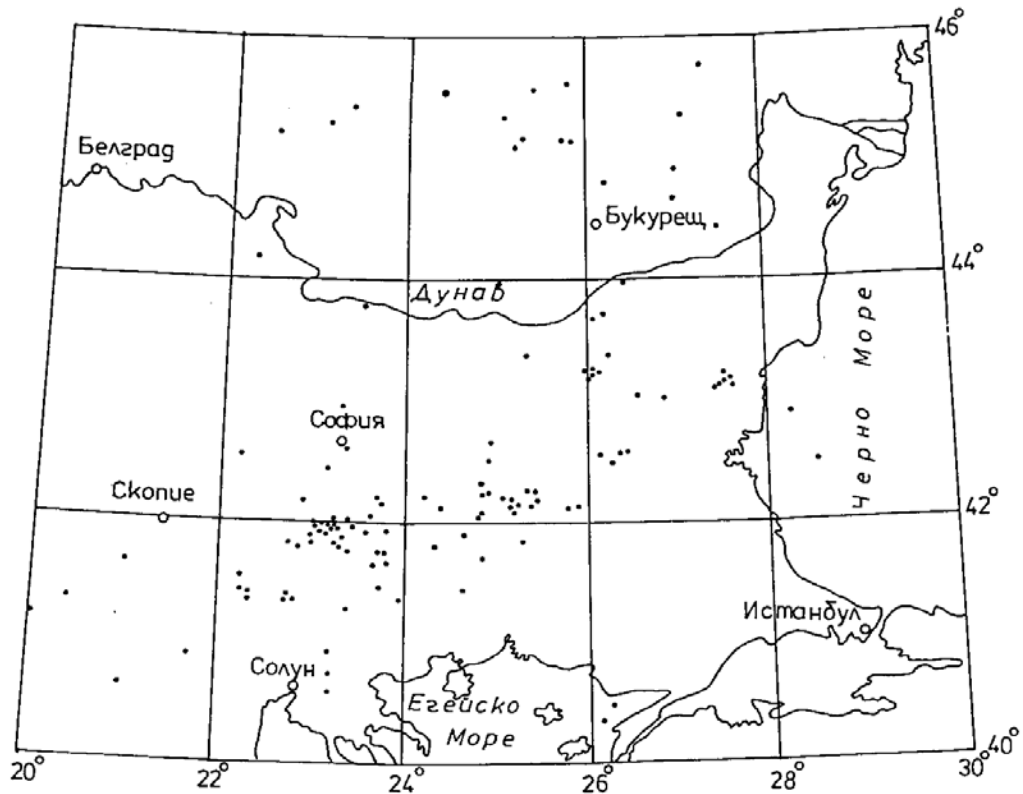 46°
Белград
Букурещ
44°
Дунав
Черно Море
София
Скопие
42°
Истанбул
Солун
Егейско
Море
40°
20°
22°
24°
26°
28°
30°